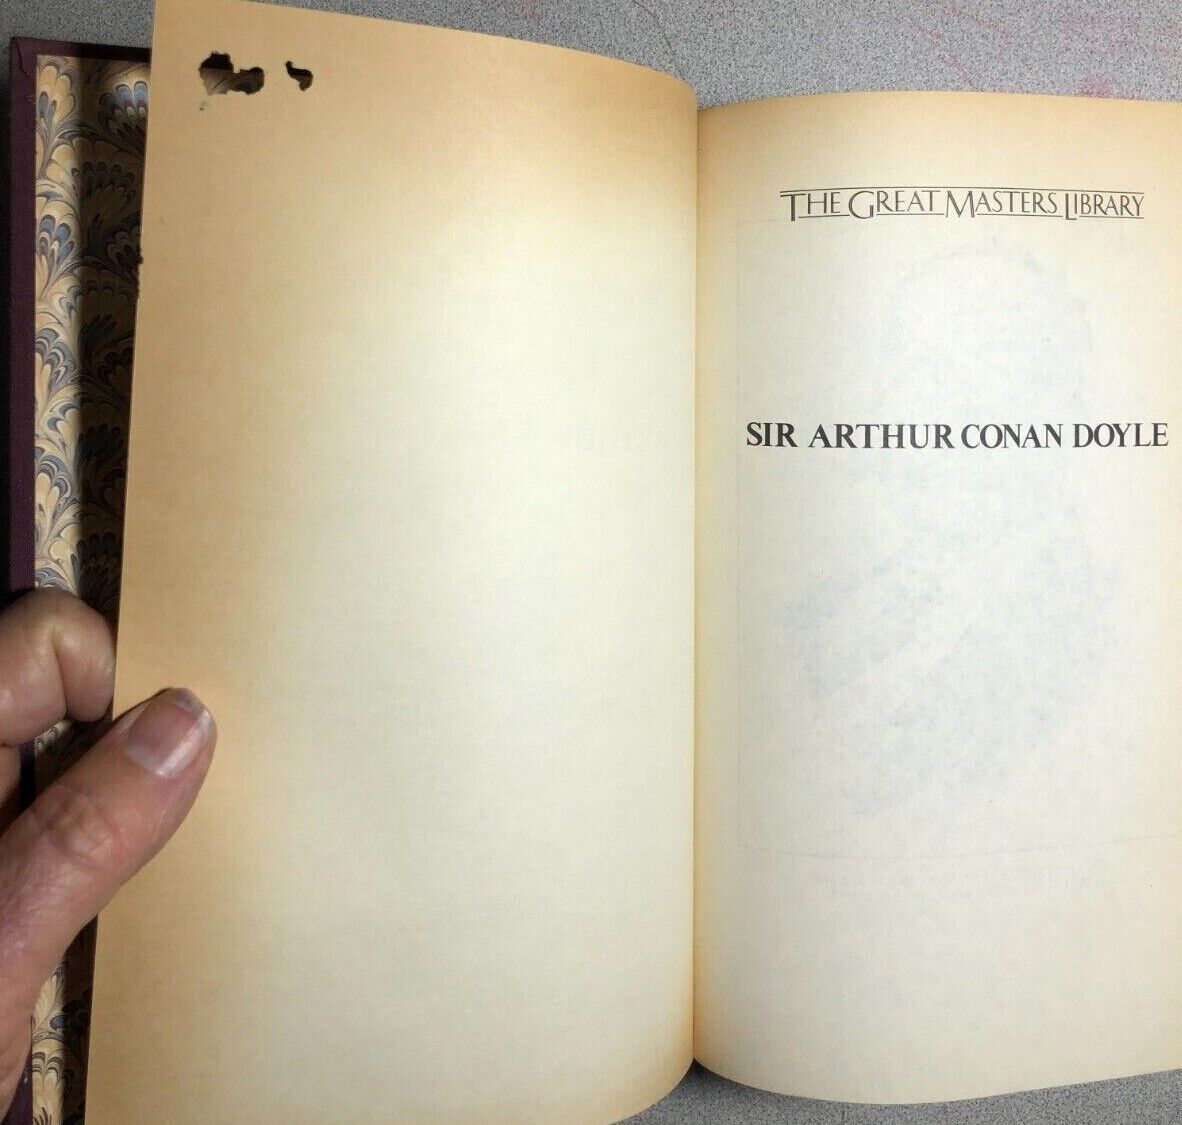 THE GREAT MASTERS LIBRARY
SIR ARTHUR CONAN DOYLE